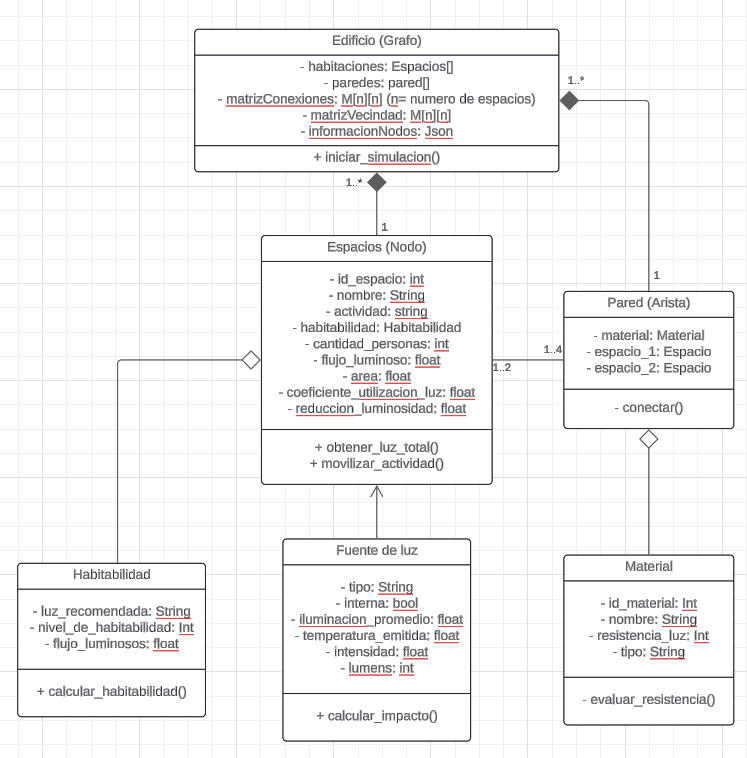 Edificio (Grafo)
- habitaciones: Espacios[]
- paredes: pared[]
- matrizConexiones: M[n][n] (n= numero de espacios)
- matrizVecindad: M[n][n]
- informacionNodos: Json
+ iniciar_simulacion()
1..*
1..*
1
1
Espacios (Nodo)
- id_espacio: int
- nombre: String
- actividad: string
- habitabilidad: Habitabilidad
- cantidad_personas: int
- flujo_luminoso: float
- area: float
- coeficiente_utilizacion_luz: float
- reduccion_luminosidad: float
+ obtener_luz_total()
+ movilizar_actividad()
1..4
1..2
Pared (Arista)
- material: Material
- espacio_1: Espacio
- espacio_2: Espacio
- conectar()
Habitabilidad
- luz_recomendada: String
- nivel_de_habitabilidad: Int
- flujo_luminosos: float
+ calcular_habitabilidad()
Fuente de luz
- tipo: String
- interna: bool
- iluminacion_promedio: float
- temperatura_emitida: float
- intensidad: float
- lumens: int
+ calcular_impacto()
Material
- id_material: Int
- nombre: String
- resistencia_luz: Int
- tipo: String
- evaluar_resistencia()